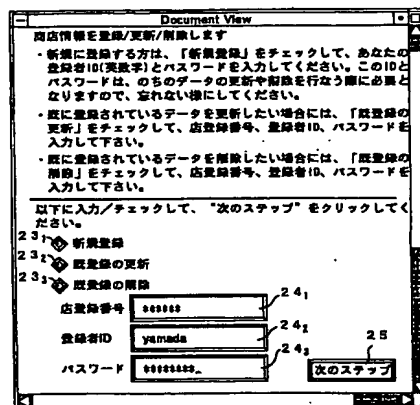 Document View
商店情報を登録/更新/削除します
・新規に登録する方は、「新規登録」をチェックして、あなたの
登録者ID(英数字)とパスワードを入力してください。このIDと
パスワードは、のちのデータの更新や削除を行なう際に必要と
なりますので、忘れない様にしてください。
・既に登録されているデータを更新したい場合には、「既登録の
更新」をチェックして、店登録番号、登録者ID、パスワードを
入力して下さい。
・既に登録されているデータを削除したい場合には、「既登録の
削除」をチェックして、店登録番号、登録者ID、パスワードを
入力して下さい。
以下に入力/チェックして、"次のステップ"をクリックしてく
ださい。
23₁ 新規登録
23₂ 既登録の更新
23₃ 既登録の削除
店登録番号 ****** 24₁
登録者ID yamada 24₂
パスワード ********_ 24₃
25
次のステップ